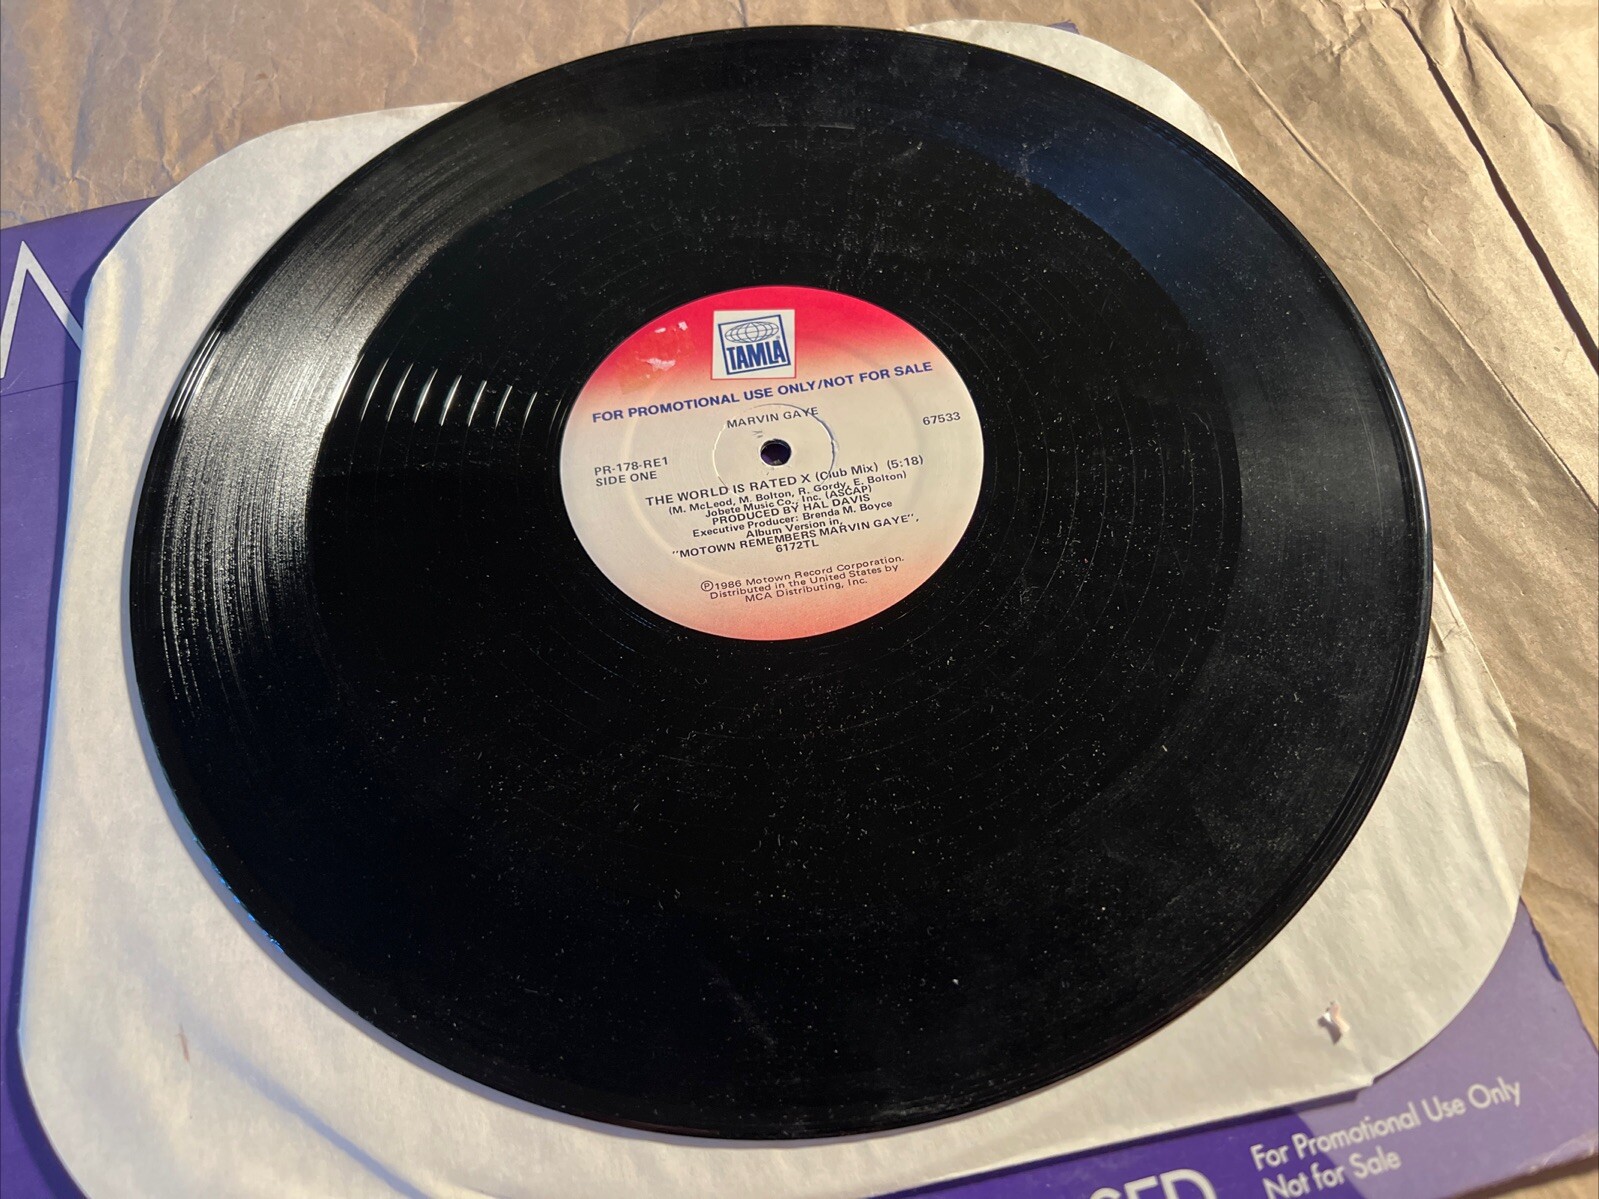 TAMLA
FOR PROMOTIONAL USE ONLY/NOT FOR SALE
MARVIN GAYE
67533
PR-178-RE1
SIDE ONE
THE WORLD IS RATED X (Club Mix) (5:18)
(M. McLeod, M. Bolton, R. Gordy, E. Bolton)
Jobete Music Co., Inc. (ASCAP)
PRODUCED BY HAL DAVIS
Executive Producer: Brenda M. Boyce
Album Version in,
"MOTOWN REMEMBERS MARVIN GAYE",
6172TL
Ⓟ1986 Motown Record Corporation.
Distributed in the United States by
MCA Distributing, Inc.
For Promotional Use Only
Not for Sale